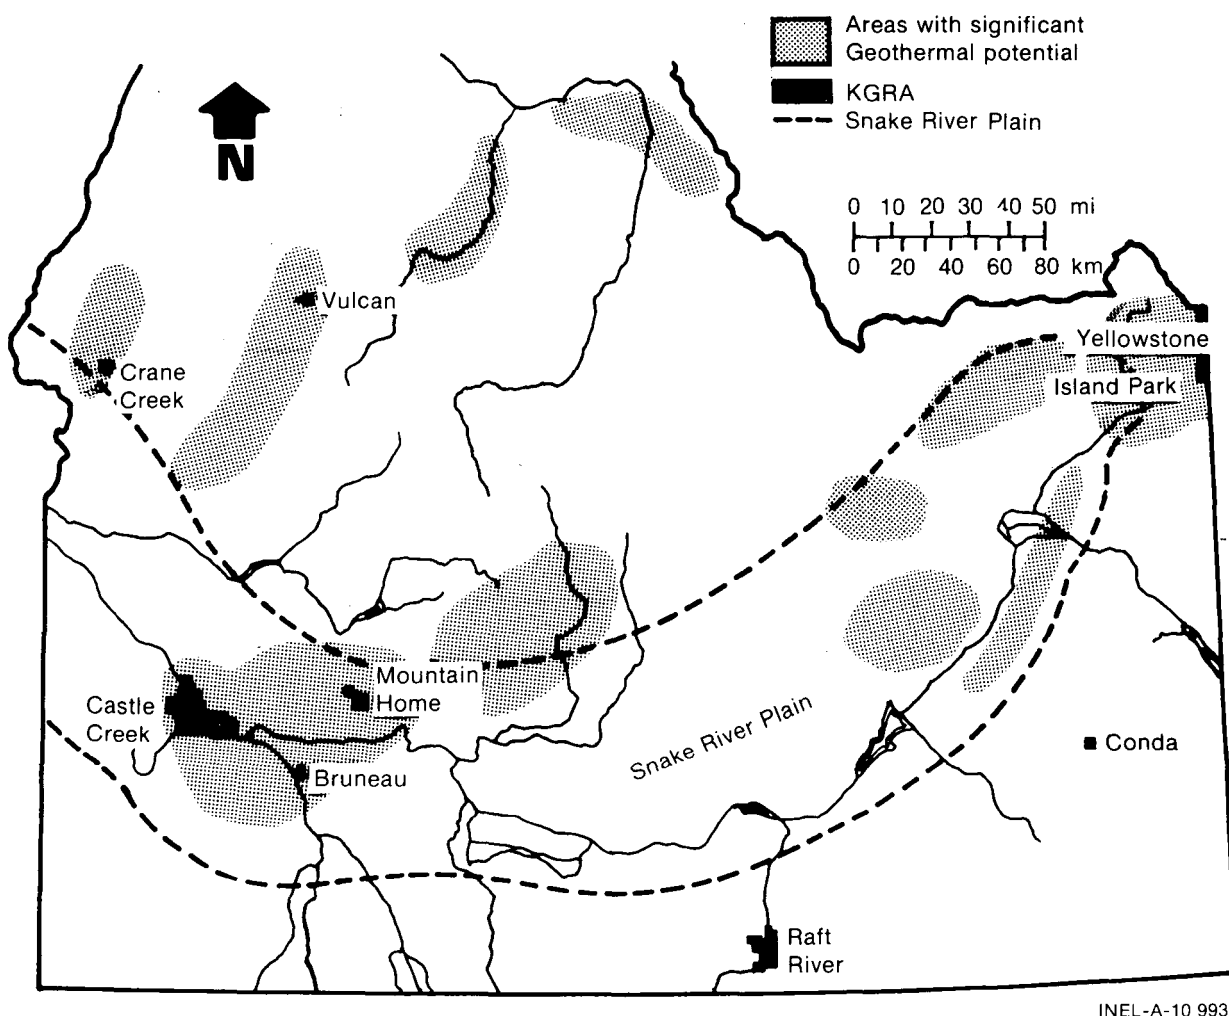 Areas with significant
Geothermal potential
KGRA
Snake River Plain
N
0 10 20 30 40 50 mi
0 20 40 60 80 km
Vulcan
Yellowstone
Crane
Creek
Island Park
Mountain
Home
Castle
Creek
Snake River Plain
Conda
Bruneau
Raft
River
INEL-A-10 993